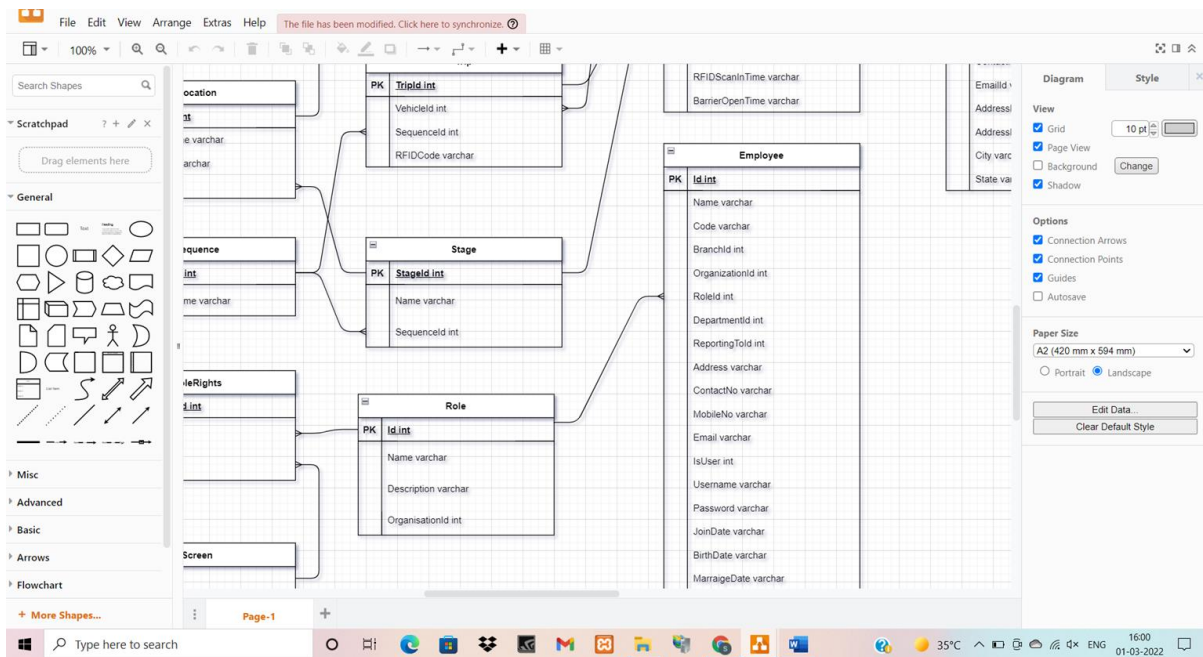 File Edit View Arrange Extras Help The file has been modified. Click here to synchronize.
100%
Search Shapes
Scratchpad
Drag elements here
General
Misc
Advanced
Basic
Arrows
Flowchart
+ More Shapes...
ocation
int
e varchar
archar
equence
int
me varchar
leRights
d int
Screen
PK TripId int
VehicleId int
SequenceId int
RFIDCode varchar
Stage
PK StageId int
Name varchar
SequenceId int
Role
PK Id int
Name varchar
Description varchar
OrganisationId int
RFIDScanInTime varchar
BarrierOpenTime varchar
Employee
PK Id int
Name varchar
Code varchar
BranchId int
OrganizationId int
RoleId int
DepartmentId int
ReportingToId int
Address varchar
ContactNo varchar
MobileNo varchar
Email varchar
IsUser int
Username varchar
Password varchar
JoinDate varchar
BirthDate varchar
MarraigeDate varchar
EmailId
Address
Address
City varc
State var
Diagram Style
View
Grid 10 pt
Page View
Background Change
Shadow
Options
Connection Arrows
Connection Points
Guides
Autosave
Paper Size
A2 (420 mm x 594 mm)
Portrait Landscape
Edit Data...
Clear Default Style
Page-1
Type here to search
35°C ENG 16:00
01-03-2022